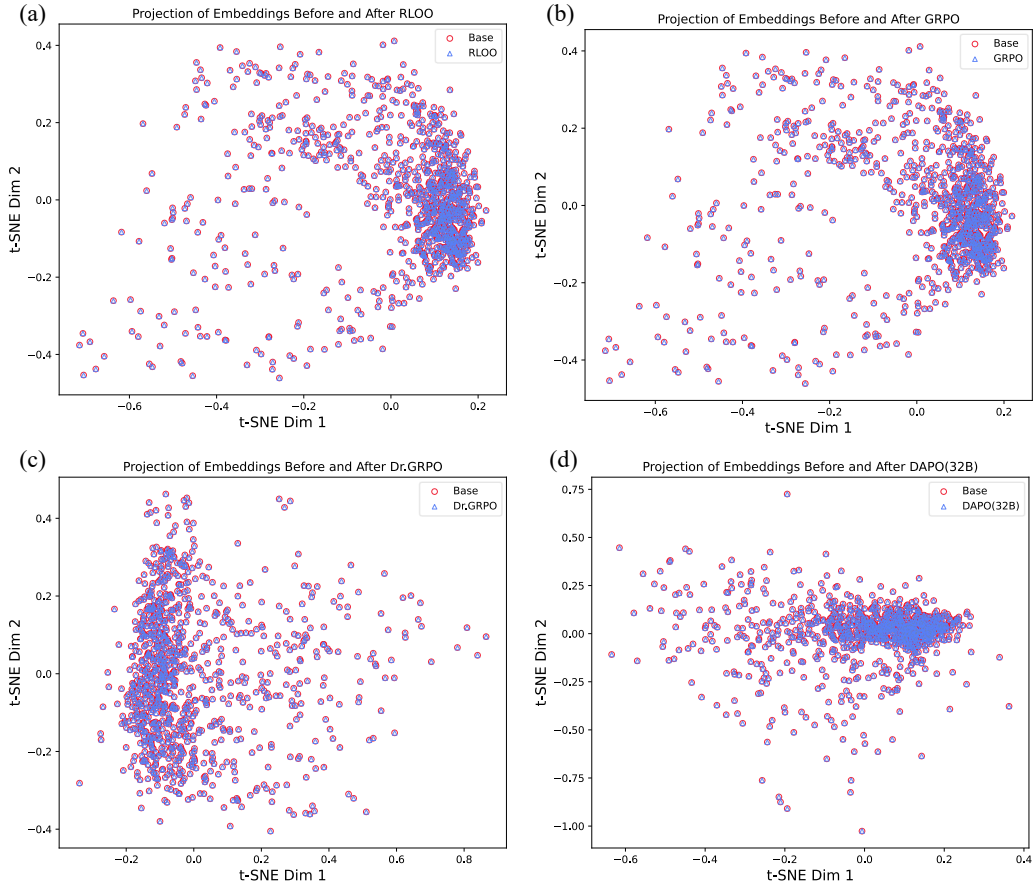 (a)
Projection of Embeddings Before and After RLOO
Base
RLOO
0.4
0.2
0.0
−0.2
−0.4
t-SNE Dim 2
−0.6
−0.4
−0.2
0.0
0.2
t-SNE Dim 1
(b)
Projection of Embeddings Before and After GRPO
Base
GRPO
0.4
0.2
0.0
−0.2
−0.4
t-SNE Dim 2
−0.6
−0.4
−0.2
0.0
0.2
t-SNE Dim 1
(c)
Projection of Embeddings Before and After Dr.GRPO
Base
Dr.GRPO
0.4
0.2
0.0
−0.2
−0.4
t-SNE Dim 2
−0.2
0.0
0.2
0.4
0.6
0.8
t-SNE Dim 1
(d)
Projection of Embeddings Before and After DAPO(32B)
Base
DAPO(32B)
0.75
0.50
0.25
0.00
−0.25
−0.50
−0.75
−1.00
t-SNE Dim 2
−0.6
−0.4
−0.2
0.0
0.2
0.4
t-SNE Dim 1